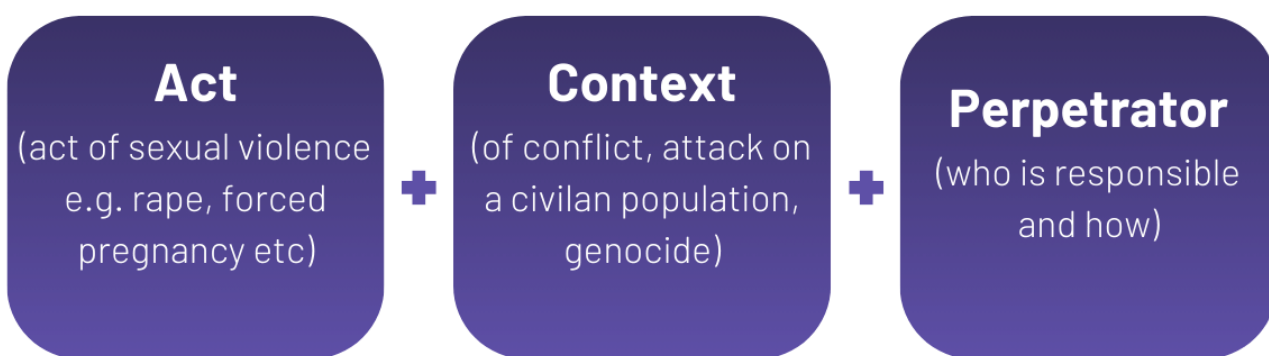 Act
(act of sexual violence
e.g. rape, forced
pregnancy etc)
+
Context
(of conflict, attack on
a civilan population,
genocide)
+
Perpetrator
(who is responsible
and how)